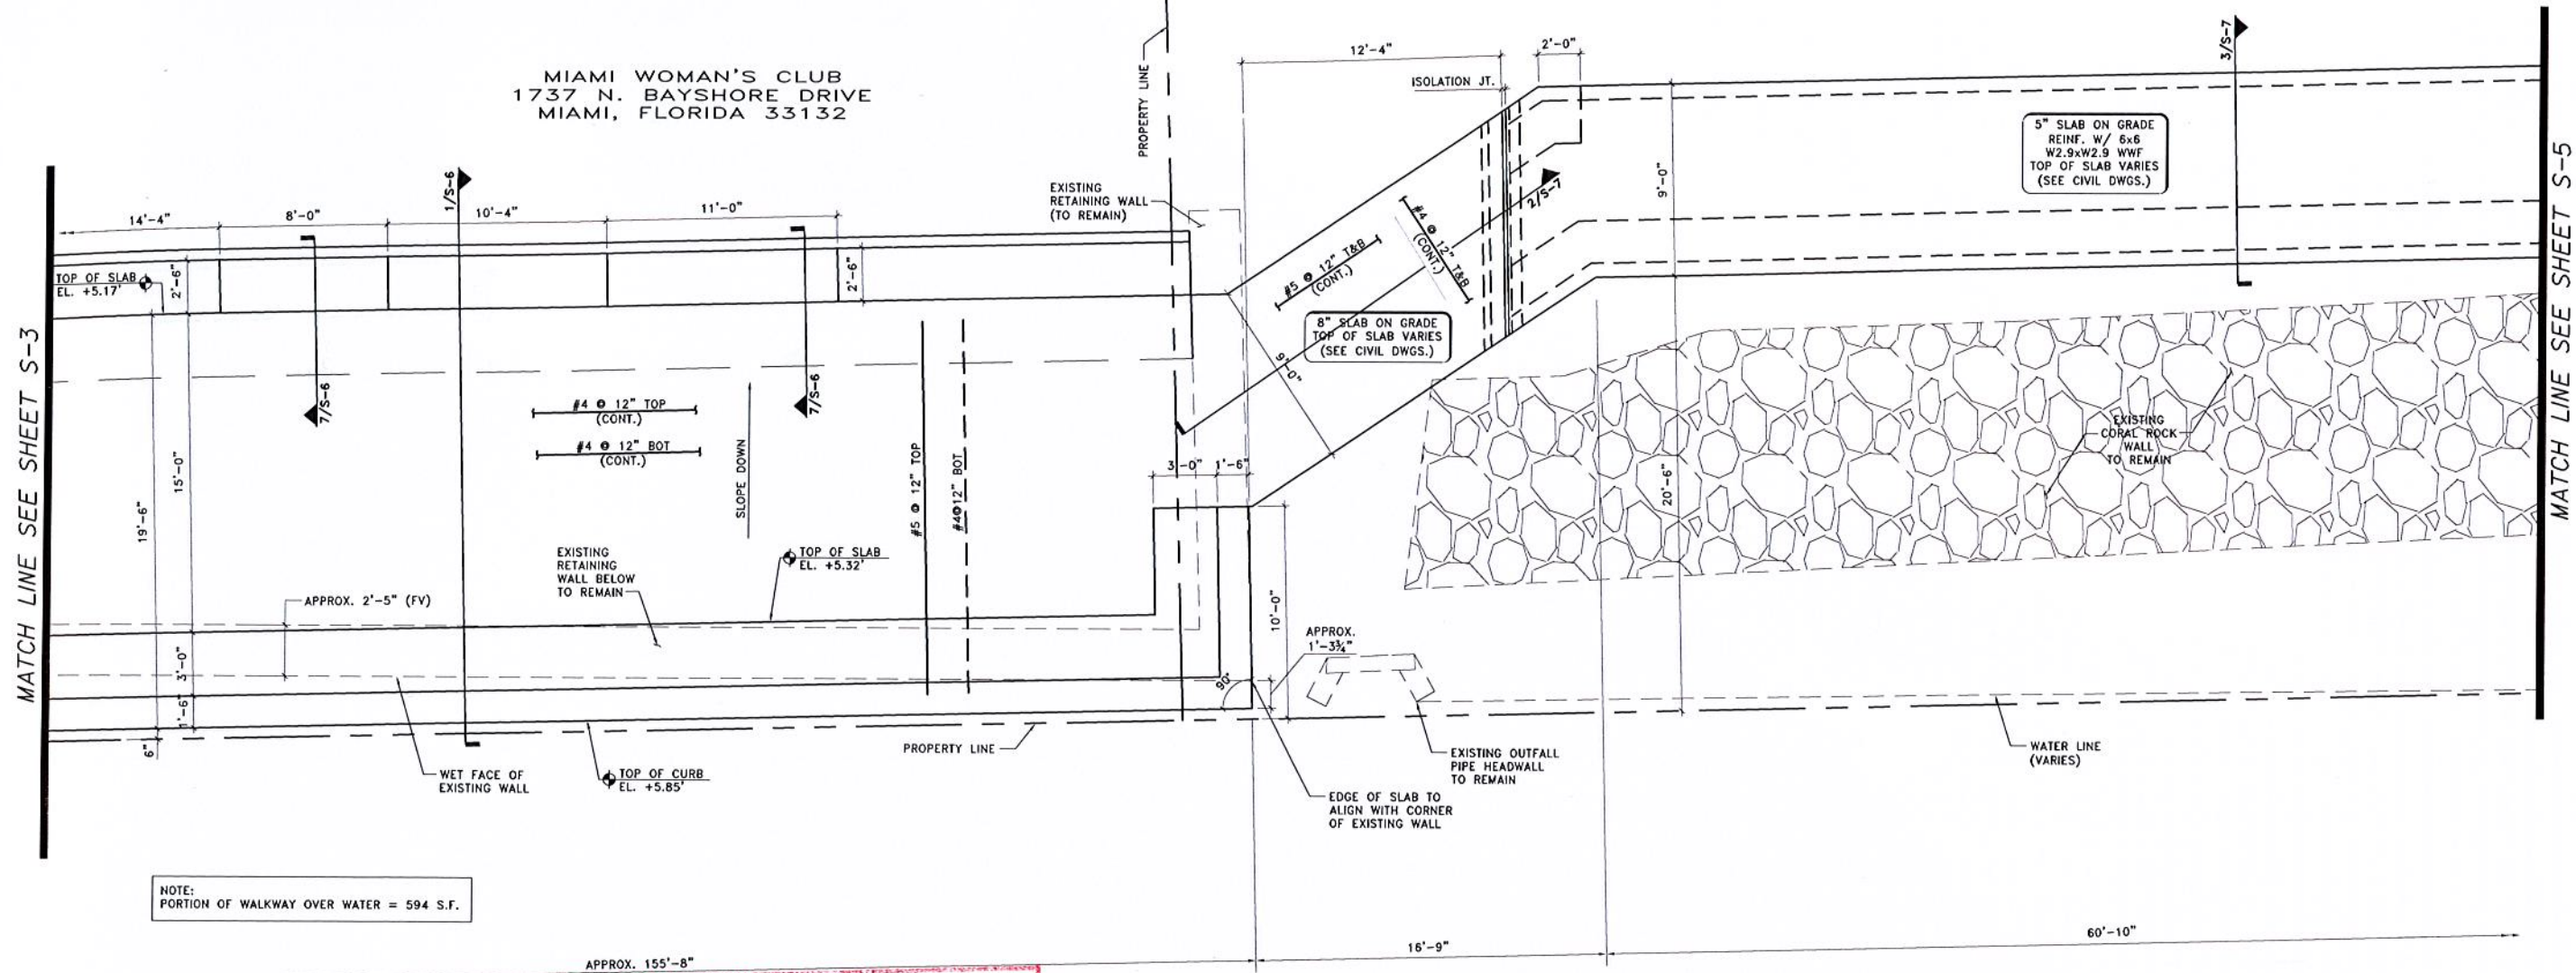 MIAMI WOMAN'S CLUB
1737 N. BAYSHORE DRIVE
MIAMI, FLORIDA 33132
MATCH LINE SEE SHEET S-3
14'-4"
8'-0"
1/S-6
10'-4"
11'-0"
TOP OF SLAB
EL. +5.17'
2'-6"
2'-6"
7/S-6
7/S-6
#4 @ 12" TOP
(CONT.)
#4 @ 12" BOT
(CONT.)
SLOPE DOWN
#5 @ 12" TOP
#4@12" BOT
19'-6"
15'-0"
3'-0"
1'-6"
6"
APPROX. 2'-5" (FV)
EXISTING
RETAINING
WALL BELOW
TO REMAIN
TOP OF SLAB
EL. +5.32'
WET FACE OF
EXISTING WALL
TOP OF CURB
EL. +5.85'
PROPERTY LINE
PROPERTY LINE
EXISTING
RETAINING WALL
(TO REMAIN)
12'-4"
2'-0"
ISOLATION JT.
#5 @ 12" T&B
(CONT.)
#4 @ 12" T&B
(CONT.)
2/S-7
8" SLAB ON GRADE
TOP OF SLAB VARIES
(SEE CIVIL DWGS.)
9'-0"
3'-0"
1'-6"
10'-0"
90°
APPROX.
1'-3¾"
EXISTING OUTFALL
PIPE HEADWALL
TO REMAIN
EDGE OF SLAB TO
ALIGN WITH CORNER
OF EXISTING WALL
9'-0"
20'-6"
5" SLAB ON GRADE
REINF. W/ 6x6
W2.9xW2.9 WWF
TOP OF SLAB VARIES
(SEE CIVIL DWGS.)
3/S-7
EXISTING
CORAL ROCK
WALL
TO REMAIN
WATER LINE
(VARIES)
MATCH LINE SEE SHEET S-5
NOTE:
PORTION OF WALKWAY OVER WATER = 594 S.F.
APPROX. 155'-8"
16'-9"
60'-10"